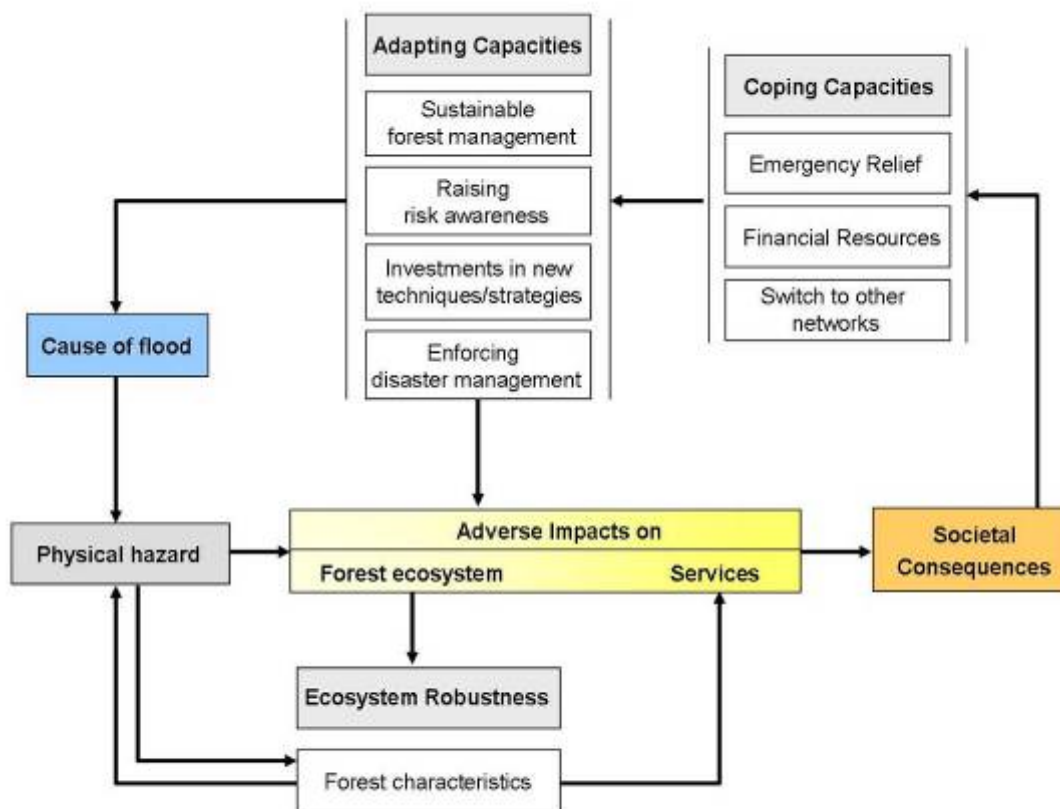 Adapting Capacities
Sustainable
forest management
Raising
risk awareness
Investments in new
techniques/strategies
Enforcing
disaster management
Coping Capacities
Emergency Relief
Financial Resources
Switch to other
networks
Cause of flood
Physical hazard
Adverse Impacts on
Forest ecosystem Services
Societal
Consequences
Ecosystem Robustness
Forest characteristics